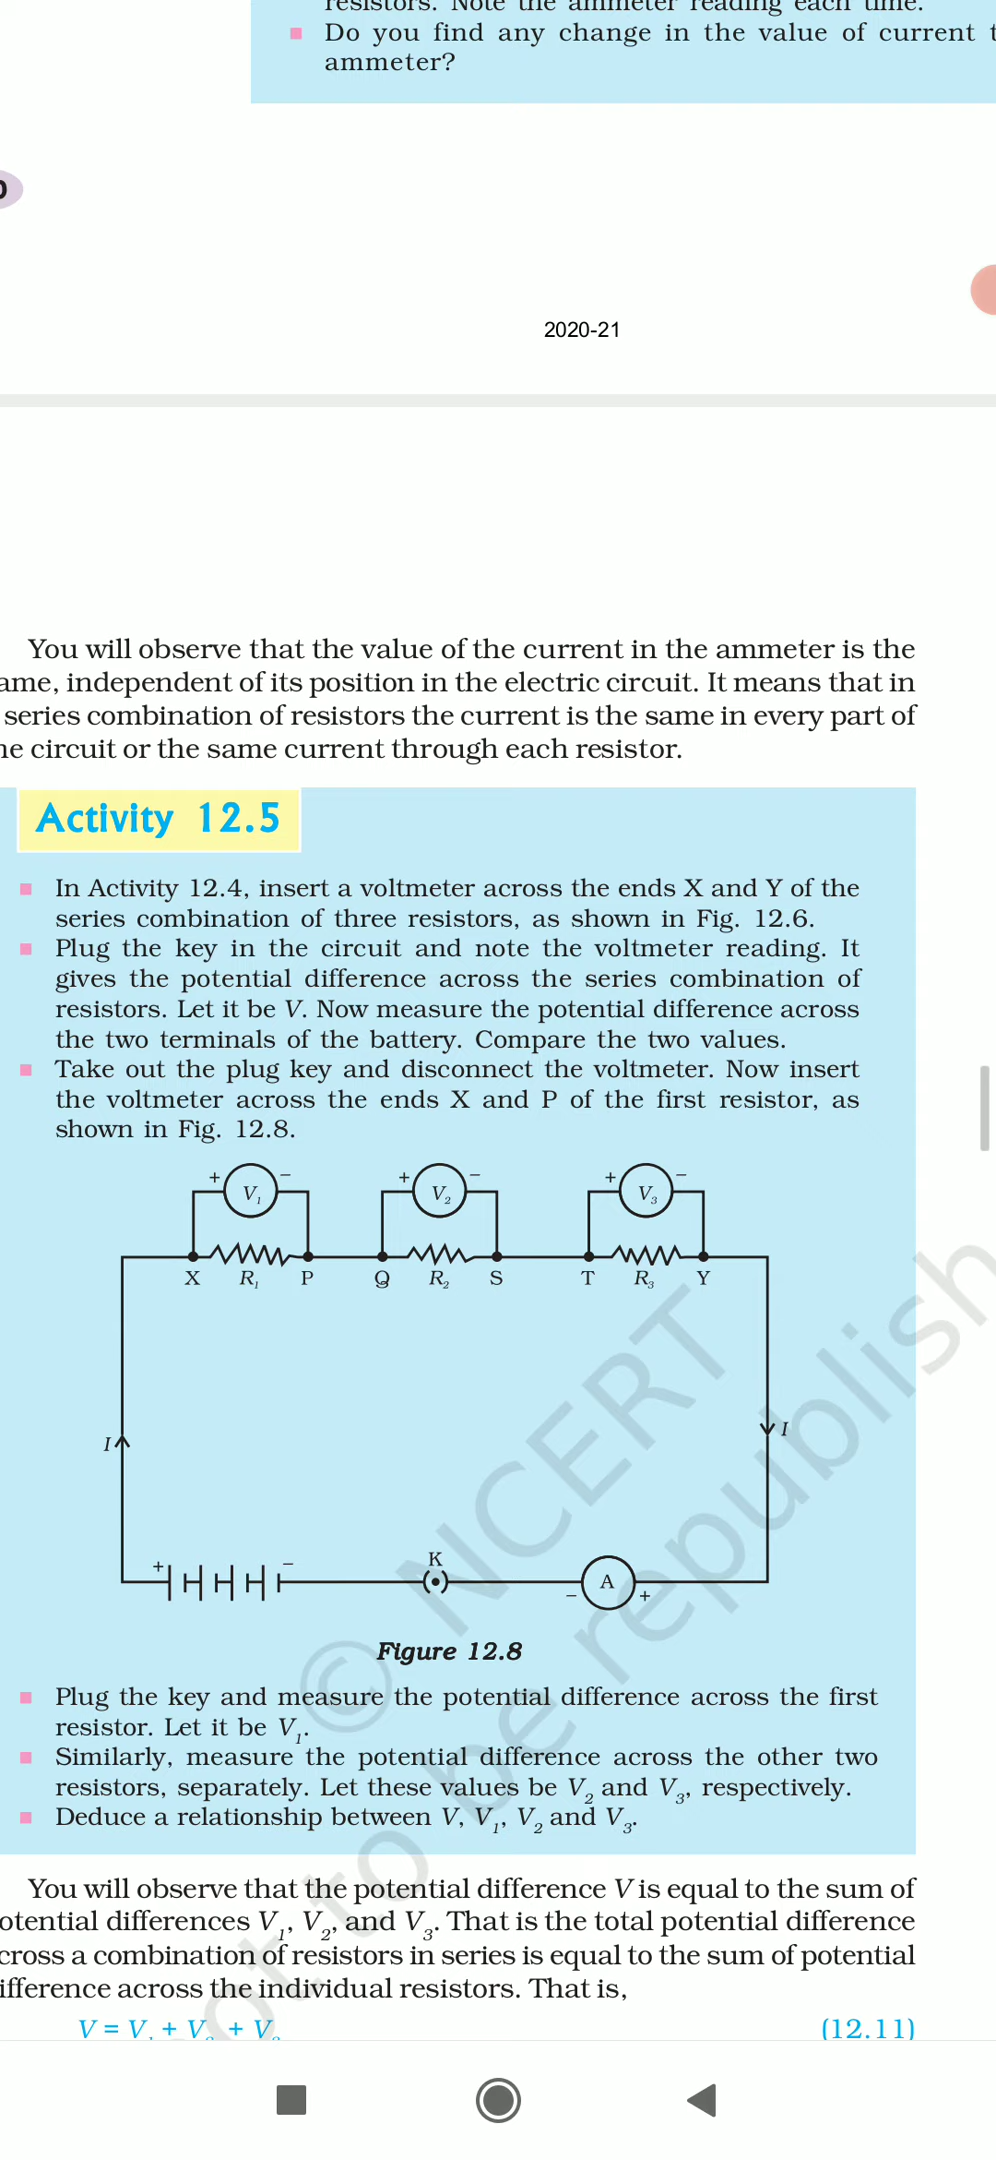 resistors. Note the ammeter reading each time.
Do you find any change in the value of current
ammeter?
2020-21
You will observe that the value of the current in the ammeter is the
ame, independent of its position in the electric circuit. It means that in
series combination of resistors the current is the same in every part of
he circuit or the same current through each resistor.
Activity 12.5
In Activity 12.4, insert a voltmeter across the ends X and Y of the
series combination of three resistors, as shown in Fig. 12.6.
Plug the key in the circuit and note the voltmeter reading. It
gives the potential difference across the series combination of
resistors. Let it be V. Now measure the potential difference across
the two terminals of the battery. Compare the two values.
Take out the plug key and disconnect the voltmeter. Now insert
the voltmeter across the ends X and P of the first resistor, as
shown in Fig. 12.8.
+ V₁ − + V₂ − + V₃ −
X R₁ P Q R₂ S T R₃ Y
I I
+ − K − A +
Figure 12.8
Plug the key and measure the potential difference across the first
resistor. Let it be V₁.
Similarly, measure the potential difference across the other two
resistors, separately. Let these values be V₂ and V₃, respectively.
Deduce a relationship between V, V₁, V₂ and V₃.
You will observe that the potential difference V is equal to the sum of
otential differences V₁, V₂, and V₃. That is the total potential difference
cross a combination of resistors in series is equal to the sum of potential
ifference across the individual resistors. That is,
V = V₁ + V₂ + V₃ (12.11)
© NCERT
not to be republish